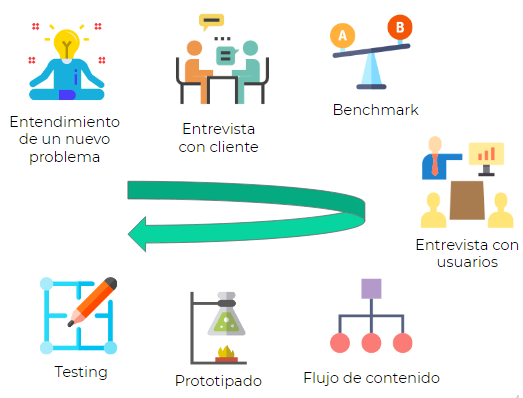 Entendimiento
de un nuevo
problema
Entrevista
con cliente
A
B
Benchmark
Entrevista con
usuarios
Testing
Prototipado
Flujo de contenido